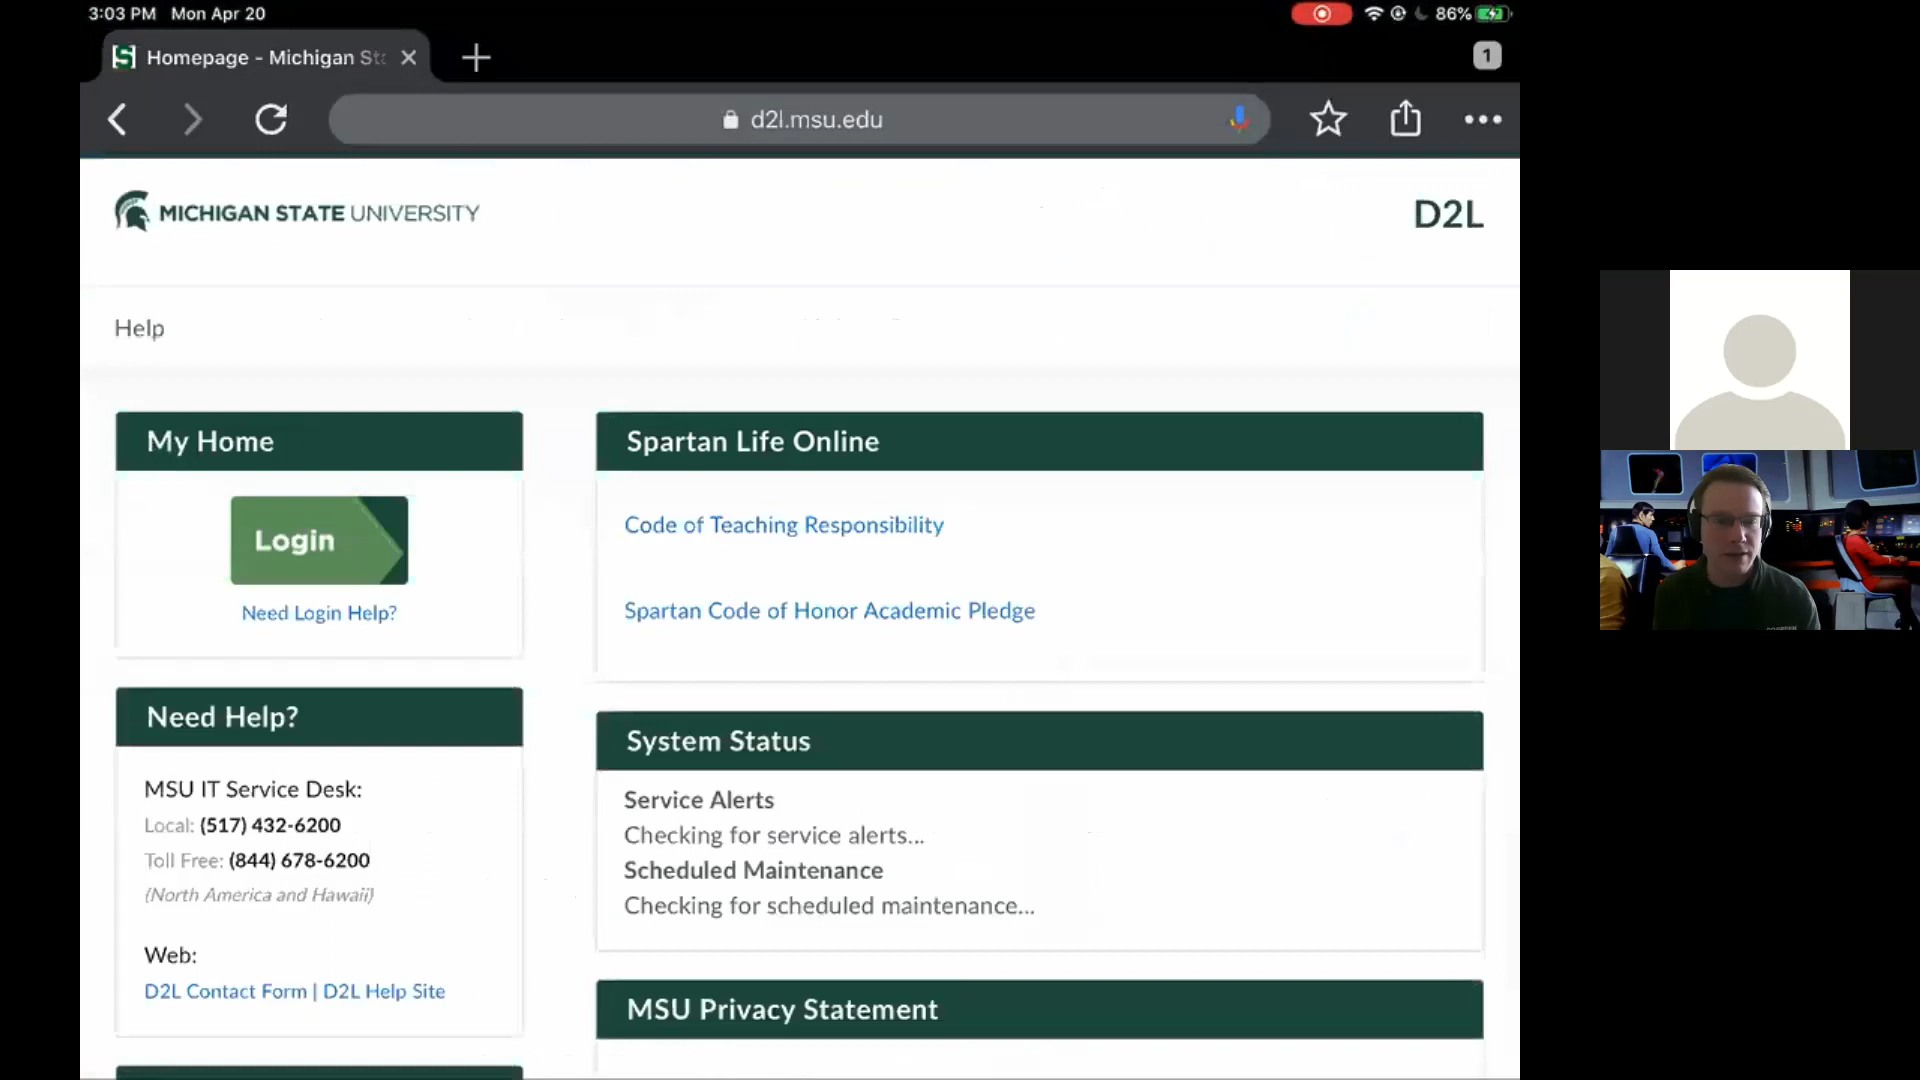 3:03 PM Mon Apr 20
86%
Homepage - Michigan Sta
1
d2l.msu.edu
MICHIGAN STATE UNIVERSITY
D2L
Help
My Home
Login
Need Login Help?
Need Help?
MSU IT Service Desk:
Local: (517) 432-6200
Toll Free: (844) 678-6200
(North America and Hawaii)
Web:
D2L Contact Form | D2L Help Site
Spartan Life Online
Code of Teaching Responsibility
Spartan Code of Honor Academic Pledge
System Status
Service Alerts
Checking for service alerts...
Scheduled Maintenance
Checking for scheduled maintenance...
MSU Privacy Statement